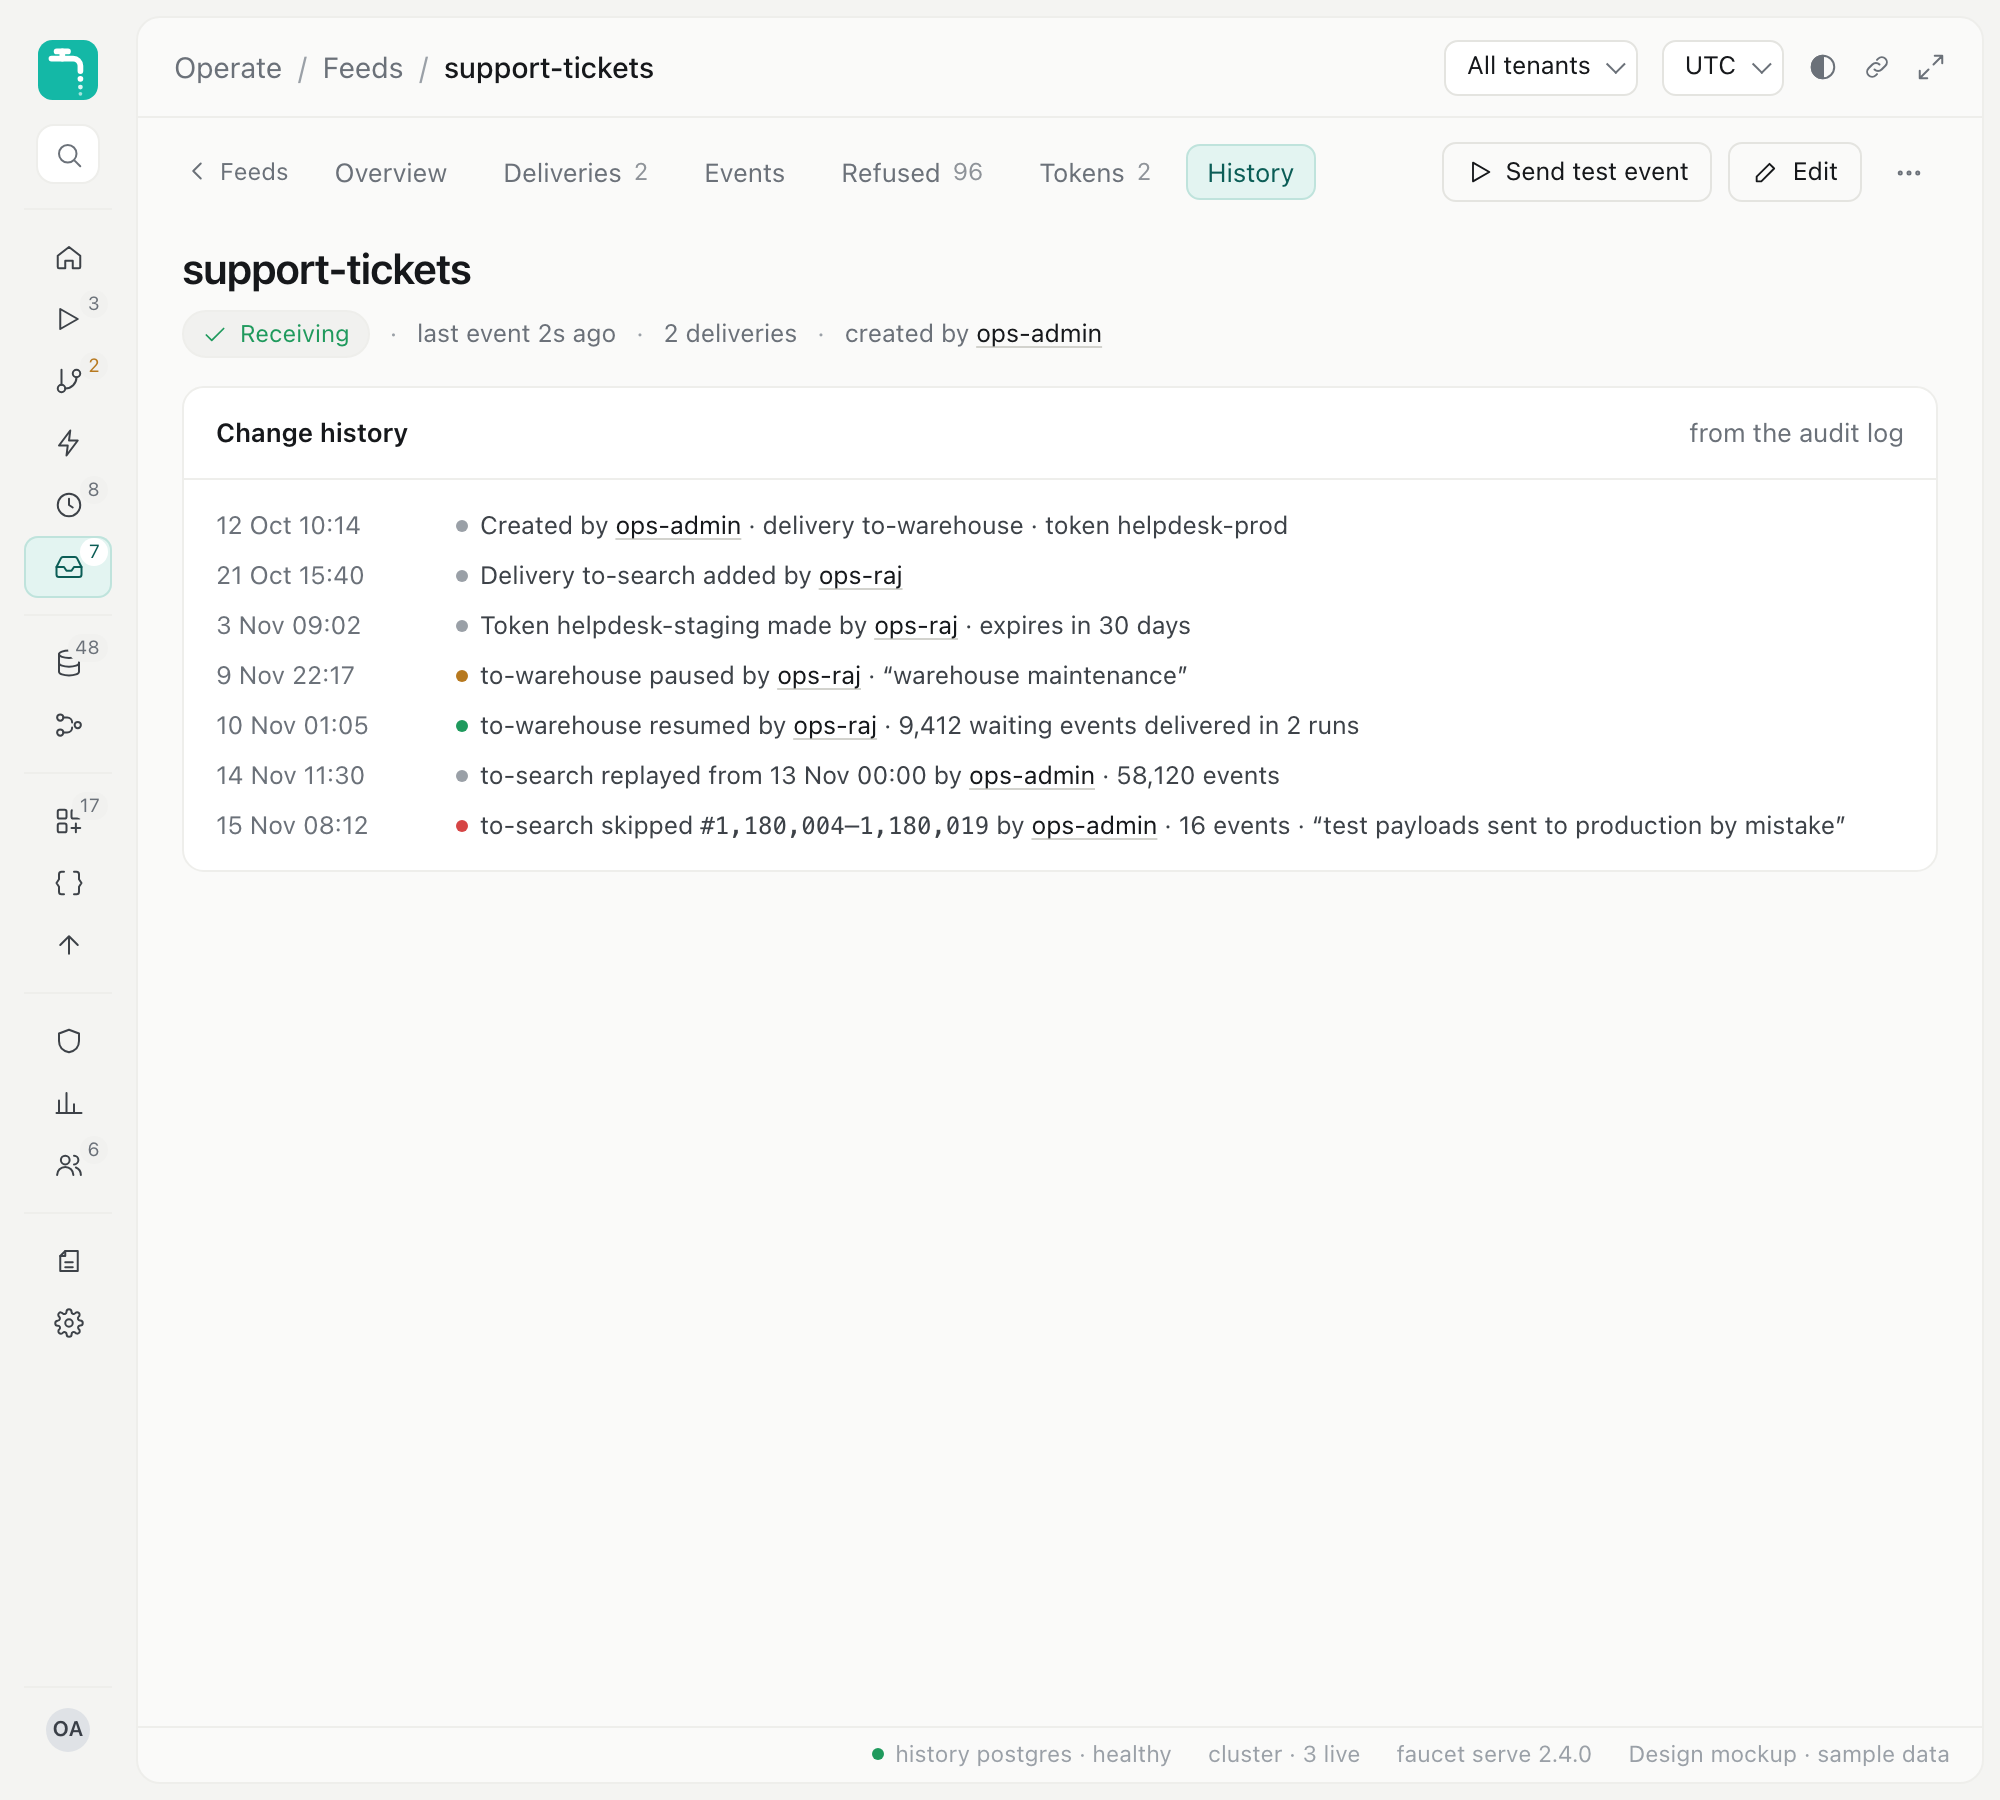 Operate / Feeds / support-tickets
All tenants
UTC
Feeds
Overview
Deliveries 2
Events
Refused 96
Tokens 2
History
Send test event
Edit
support-tickets
Receiving · last event 2s ago · 2 deliveries · created by ops-admin
Change history
from the audit log
12 Oct 10:14 Created by ops-admin · delivery to-warehouse · token helpdesk-prod
21 Oct 15:40 Delivery to-search added by ops-raj
3 Nov 09:02 Token helpdesk-staging made by ops-raj · expires in 30 days
9 Nov 22:17 to-warehouse paused by ops-raj · “warehouse maintenance”
10 Nov 01:05 to-warehouse resumed by ops-raj · 9,412 waiting events delivered in 2 runs
14 Nov 11:30 to-search replayed from 13 Nov 00:00 by ops-admin · 58,120 events
15 Nov 08:12 to-search skipped #1,180,004–1,180,019 by ops-admin · 16 events · “test payloads sent to production by mistake”
3
2
8
7
48
17
6
OA
history postgres · healthy
cluster · 3 live
faucet serve 2.4.0
Design mockup · sample data